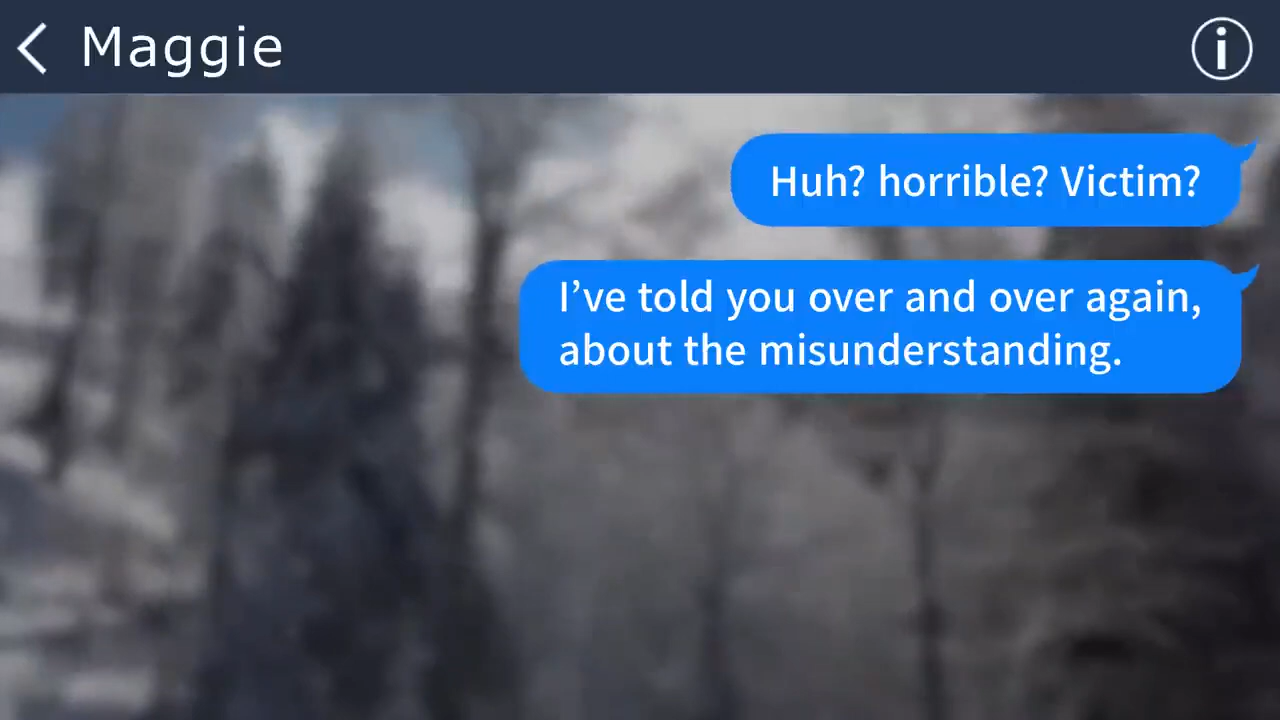 Maggie
Huh? horrible? Victim?
I’ve told you over and over again,
about the misunderstanding.